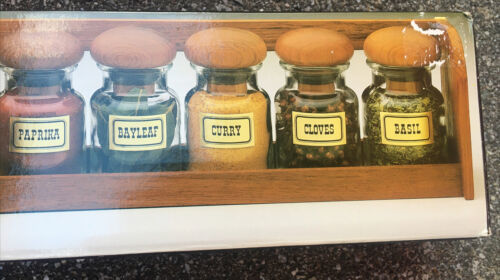 PAPRIKA
BAYLEAF
CURRY
CLOVES
BASIL